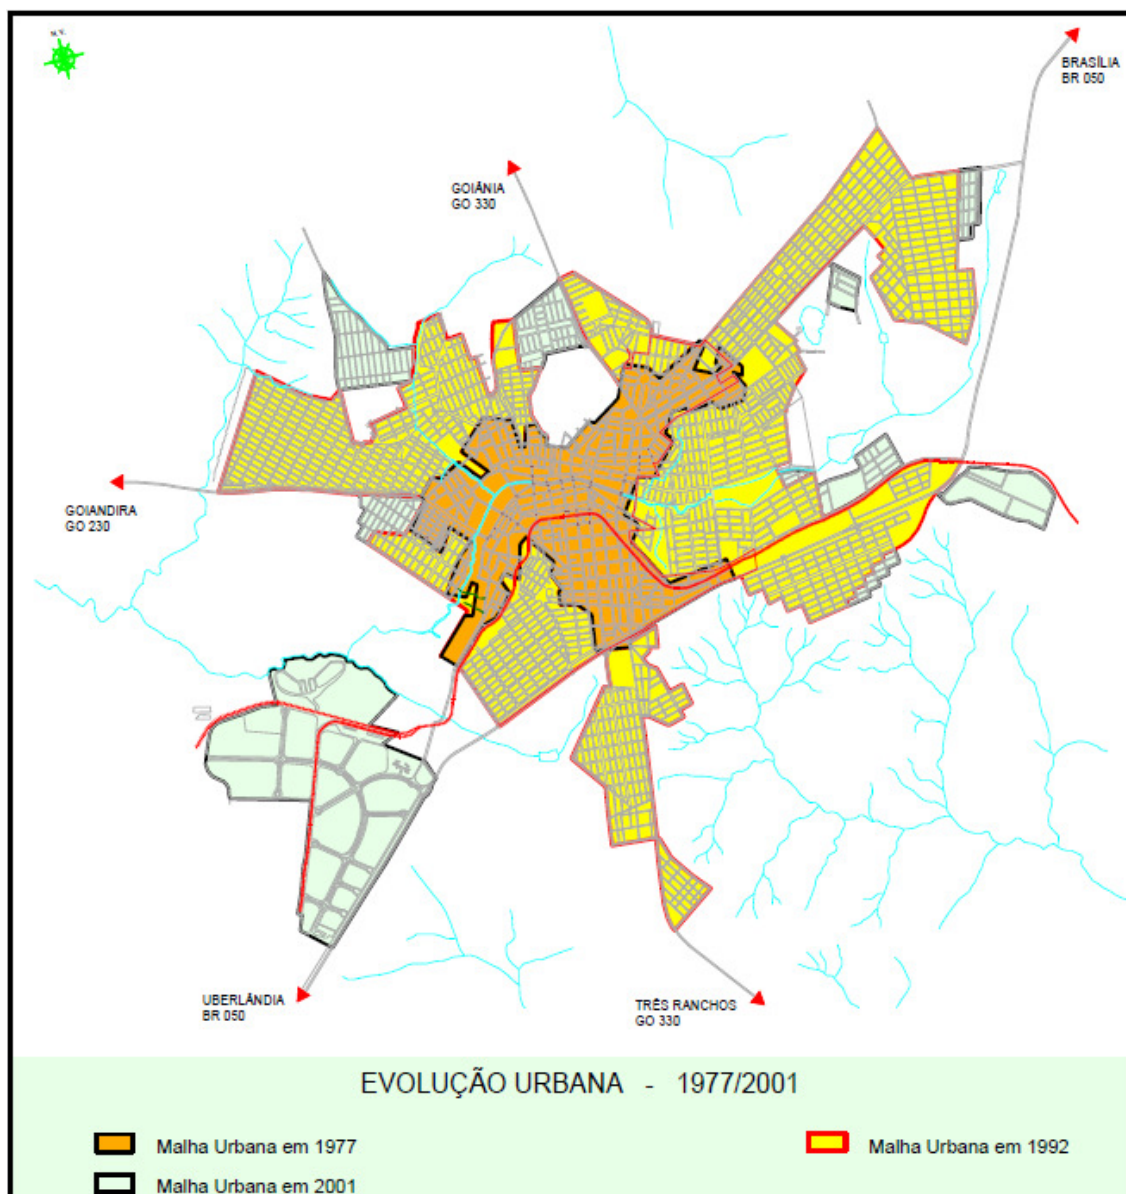 N.V.
BRASÍLIA
BR 050
GOIÂNIA
GO 330
GOIANDIRA
GO 230
UBERLÂNDIA
BR 050
TRÊS RANCHOS
GO 330
EVOLUÇÃO URBANA - 1977/2001
Malha Urbana em 1977
Malha Urbana em 1992
Malha Urbana em 2001